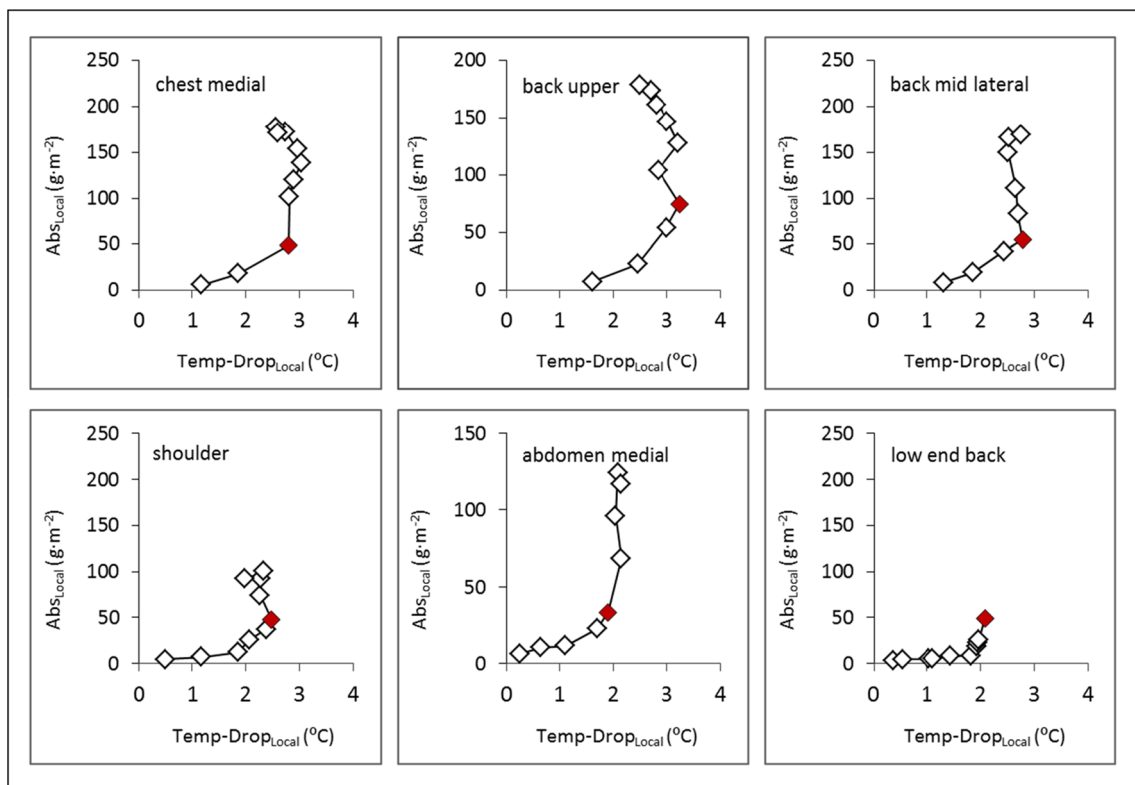 chest medial
250
200
150
100
50
0
0 1 2 3 4
Abs_Local (g·m⁻²)
Temp-Drop_Local (°C)
back upper
200
150
100
50
0
0 1 2 3 4
Abs_Local (g·m⁻²)
Temp-Drop_Local (°C)
back mid lateral
250
200
150
100
50
0
0 1 2 3 4
Abs_Local (g·m⁻²)
Temp-Drop_Local (°C)
shoulder
250
200
150
100
50
0
0 1 2 3 4
Abs_Local (g·m⁻²)
Temp-Drop_Local (°C)
abdomen medial
150
100
50
0
0 1 2 3 4
Abs_Local (g·m⁻²)
Temp-Drop_Local (°C)
low end back
250
200
150
100
50
0
0 1 2 3 4
Abs_Local (g·m⁻²)
Temp-Drop_Local (°C)